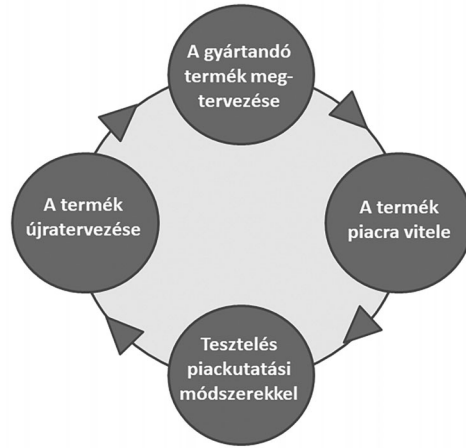 A gyártandó
termék meg-
tervezése
A termék
piacra vitele
Tesztelés
piackutatási
módszerekkel
A termék
újratervezése